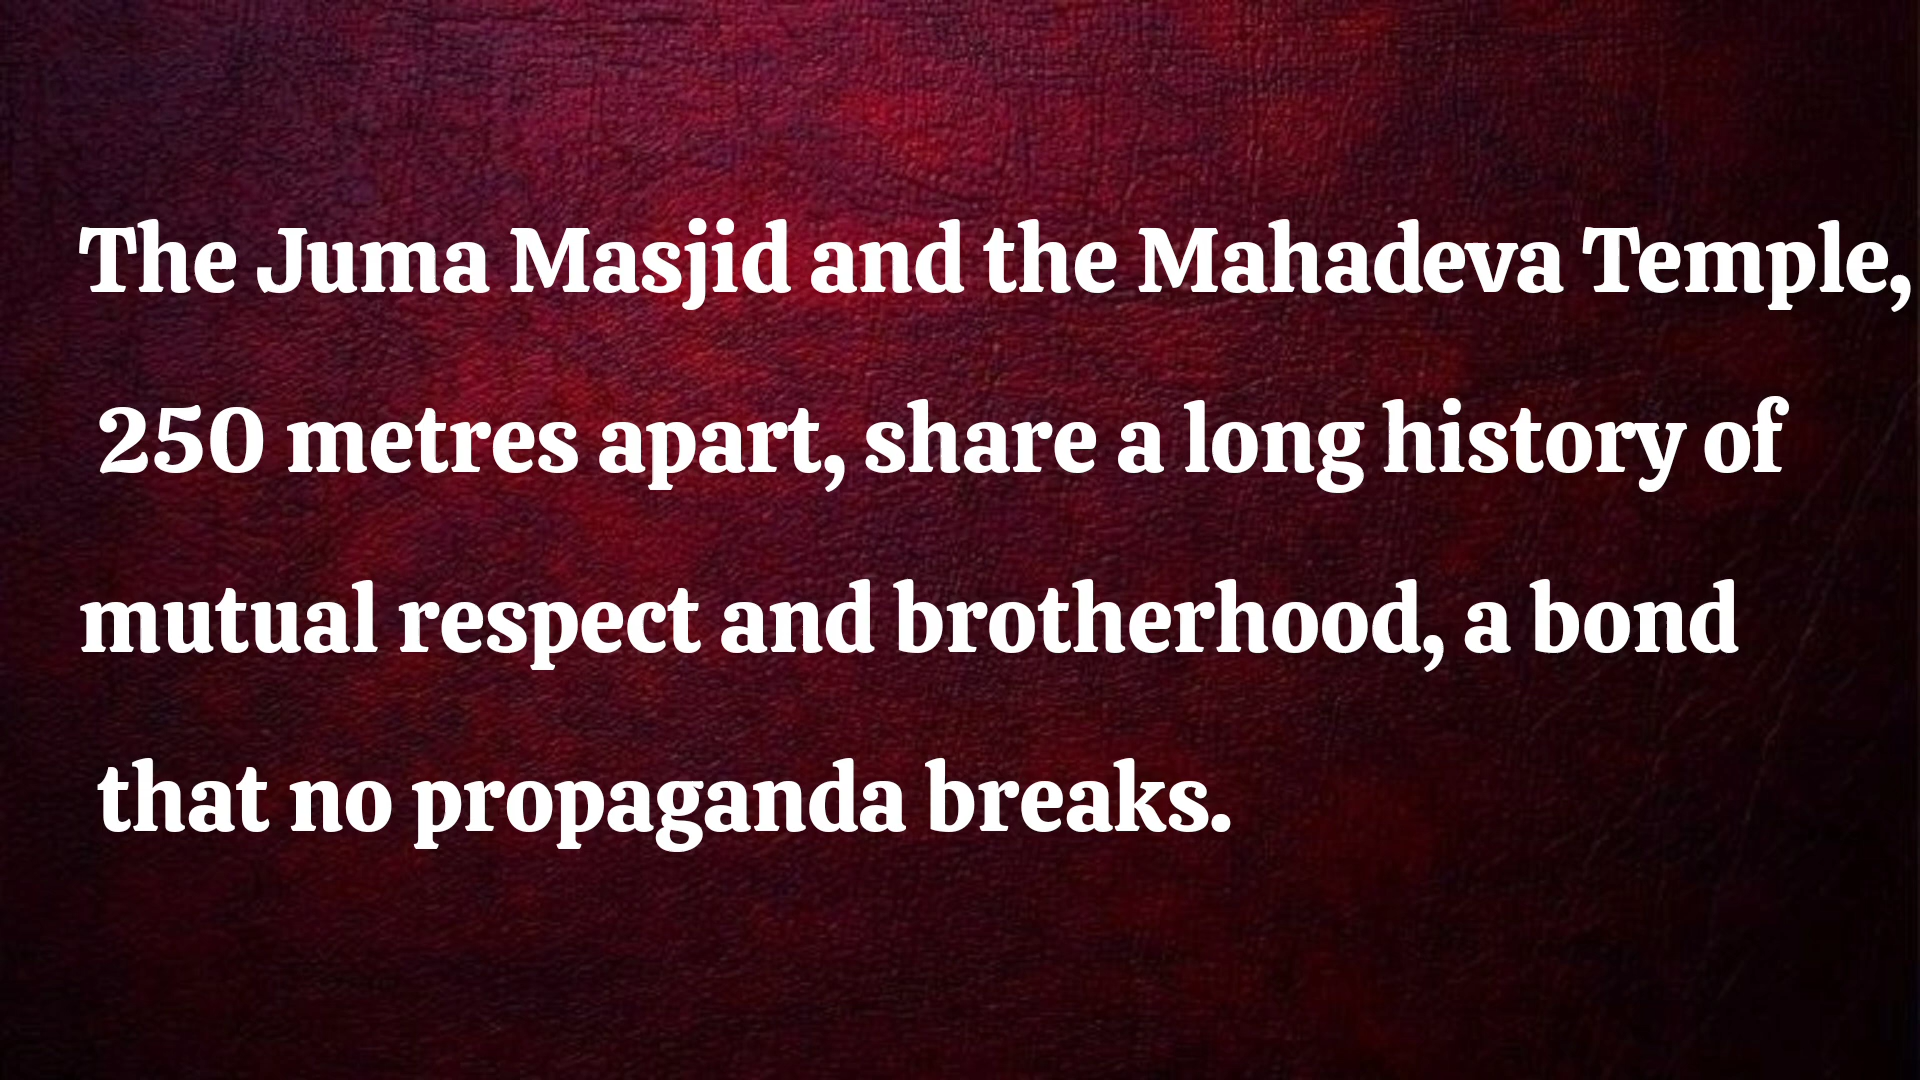 The Juma Masjid and the Mahadeva Temple,
250 metres apart, share a long history of
mutual respect and brotherhood, a bond
that no propaganda breaks.